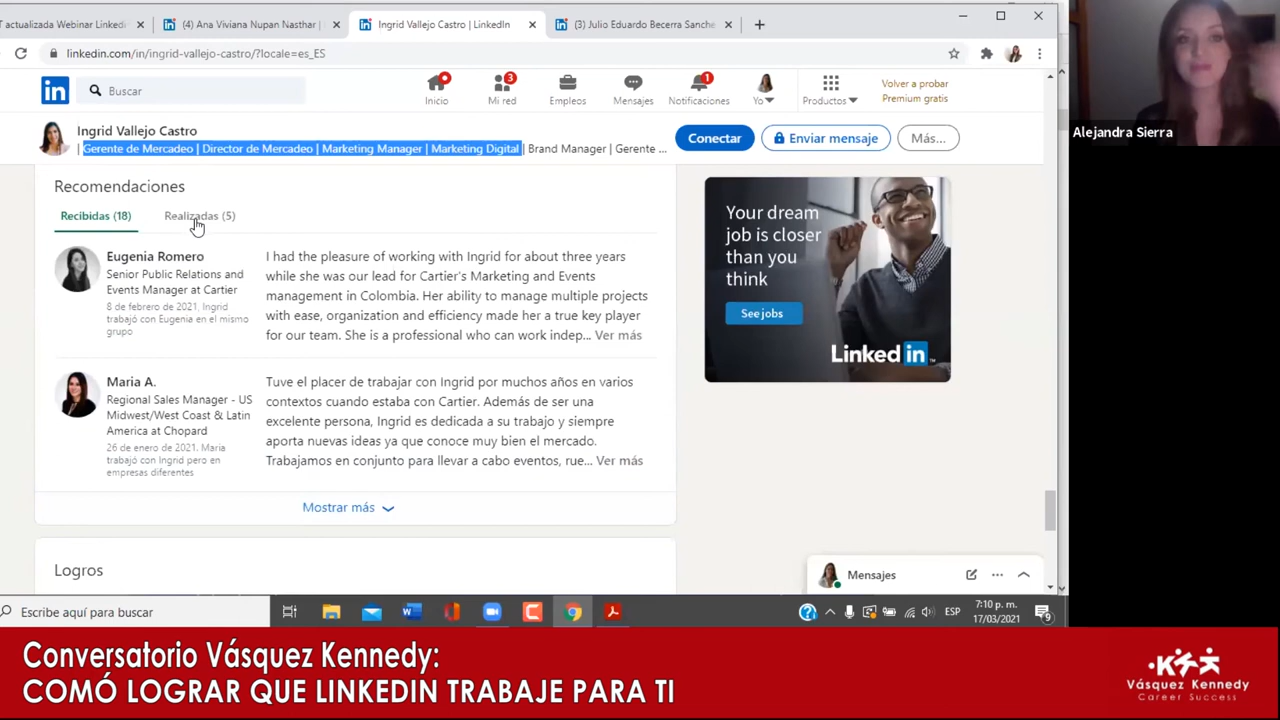 T actualizada Webinar Linkedi
(4) Ana Viviana Nupan Nasthar |
Ingrid Vallejo Castro | LinkedIn
(3) Julio Eduardo Becerra Sanche
linkedin.com/in/ingrid-vallejo-castro/?locale=es_ES
Buscar
Inicio
3
Mi red
Empleos
Mensajes
1
Notificaciones
Yo
Productos
Volver a probar
Premium gratis
Ingrid Vallejo Castro
| Gerente de Mercadeo | Director de Mercadeo | Marketing Manager | Marketing Digital | Brand Manager | Gerente ...
Conectar
Enviar mensaje
Más...
Alejandra Sierra
Recomendaciones
Recibidas (18)
Realizadas (5)
Eugenia Romero
Senior Public Relations and
Events Manager at Cartier
8 de febrero de 2021, Ingrid
trabajó con Eugenia en el mismo
grupo
I had the pleasure of working with Ingrid for about three years
while she was our lead for Cartier's Marketing and Events
management in Colombia. Her ability to manage multiple projects
with ease, organization and efficiency made her a true key player
for our team. She is a professional who can work indep... Ver más
Maria A.
Regional Sales Manager - US
Midwest/West Coast & Latin
America at Chopard
26 de enero de 2021, Maria
trabajó con Ingrid pero en
empresas diferentes
Tuve el placer de trabajar con Ingrid por muchos años en varios
contextos cuando estaba con Cartier. Además de ser una
excelente persona, Ingrid es dedicada a su trabajo y siempre
aporta nuevas ideas ya que conoce muy bien el mercado.
Trabajamos en conjunto para llevar a cabo eventos, rue... Ver más
Mostrar más
Your dream
job is closer
than you
think
See jobs
Linked in
Logros
Mensajes
Escribe aquí para buscar
ESP
7:10 p. m.
17/03/2021
9
Conversatorio Vásquez Kennedy:
COMÓ LOGRAR QUE LINKEDIN TRABAJE PARA TI
Vásquez Kennedy
Career Success